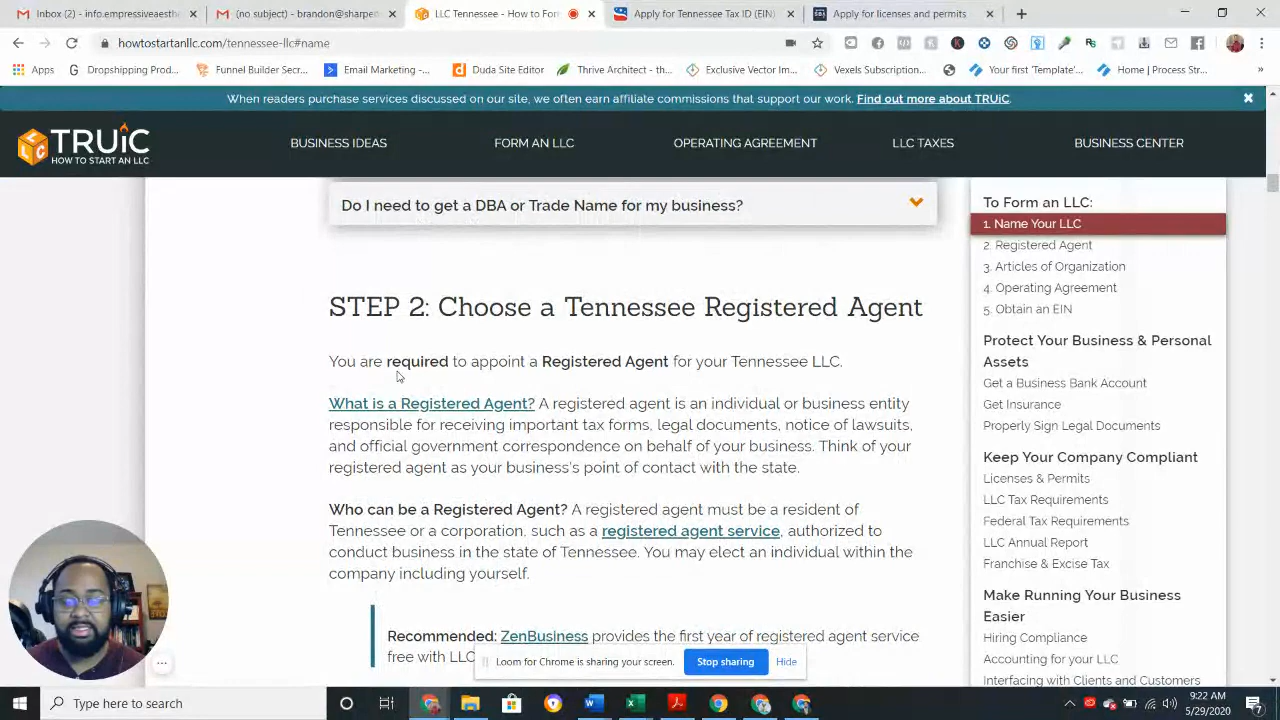 Inbox (2) - info.empressiveaesth
(no subject) - brandon@startingu
LLC Tennessee - How to F
Apply for Tennessee Tax ID (EIN)
Apply for licenses and permits
howtostartanllc.com/tennessee-llc#name
Apps
Dropshipping Prod...
Funnel Builder Secr...
Email Marketing -...
Duda Site Editor
Thrive Architect - th...
Exclusive Vector Im...
Vexels Subscription...
Your first 'Template'...
Home | Process Str...
When readers purchase services discussed on our site, we often earn affiliate commissions that support our work. Find out more about TRUiC.
LLC
TRUiC
HOW TO START AN LLC
BUSINESS IDEAS
FORM AN LLC
OPERATING AGREEMENT
LLC TAXES
BUSINESS CENTER
Do I need to get a DBA or Trade Name for my business?
STEP 2: Choose a Tennessee Registered Agent
You are required to appoint a Registered Agent for your Tennessee LLC.
What is a Registered Agent? A registered agent is an individual or business entity
responsible for receiving important tax forms, legal documents, notice of lawsuits,
and official government correspondence on behalf of your business. Think of your
registered agent as your business's point of contact with the state.
Who can be a Registered Agent? A registered agent must be a resident of
Tennessee or a corporation, such as a registered agent service, authorized to
conduct business in the state of Tennessee. You may elect an individual within the
company including yourself.
Recommended: ZenBusiness provides the first year of registered agent service
free with LLC
To Form an LLC:
1. Name Your LLC
2. Registered Agent
3. Articles of Organization
4. Operating Agreement
5. Obtain an EIN
Protect Your Business & Personal
Assets
Get a Business Bank Account
Get Insurance
Properly Sign Legal Documents
Keep Your Company Compliant
Licenses & Permits
LLC Tax Requirements
Federal Tax Requirements
LLC Annual Report
Franchise & Excise Tax
Make Running Your Business
Easier
Hiring Compliance
Accounting for your LLC
Interfacing with Clients and Customers
Loom for Chrome is sharing your screen.
Stop sharing
Hide
Type here to search
9:22 AM
5/29/2020
7